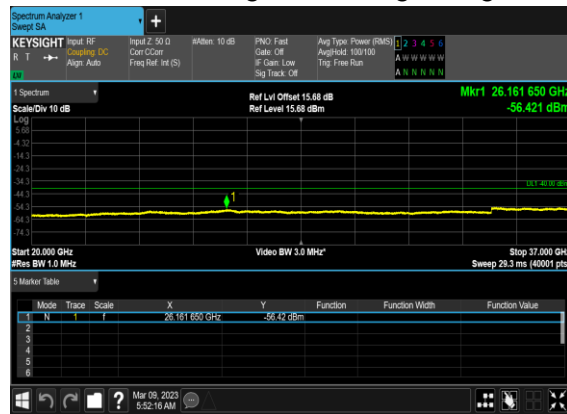 Spectrum Analyzer 1
Swept SA
+
KEYSIGHT Input: RF Input Z: 50 Ω #Atten: 10 dB PNO: Fast Avg Type: Power (RMS) 1 2 3 4 5 6
R T Coupling: DC Corr CCorr Gate: Off Avg|Hold: 100/100 A W W W W W
Align: Auto Freq Ref: Int (S) IF Gain: Low Trig: Free Run
Sig Track: Off A N N N N N
1 Spectrum Ref Lvl Offset 15.68 dB Mkr1 26.161 650 GHz
Scale/Div 10 dB Ref Level 15.68 dBm -56.421 dBm
Log
5.68
-4.32
-14.3
-24.3
-34.3
DL1 -40.00 dBm
-44.3
1
-54.3
-64.3
-74.3
Start 20.000 GHz Video BW 3.0 MHz* Stop 37.000 GHz
#Res BW 1.0 MHz Sweep 29.3 ms (40001 pts)
5 Marker Table
Mode Trace Scale X Y Function Function Width Function Value
1 N 1 f 26.161 650 GHz -56.42 dBm
2
3
4
5
6
? Mar 09, 2023
5:52:16 AM